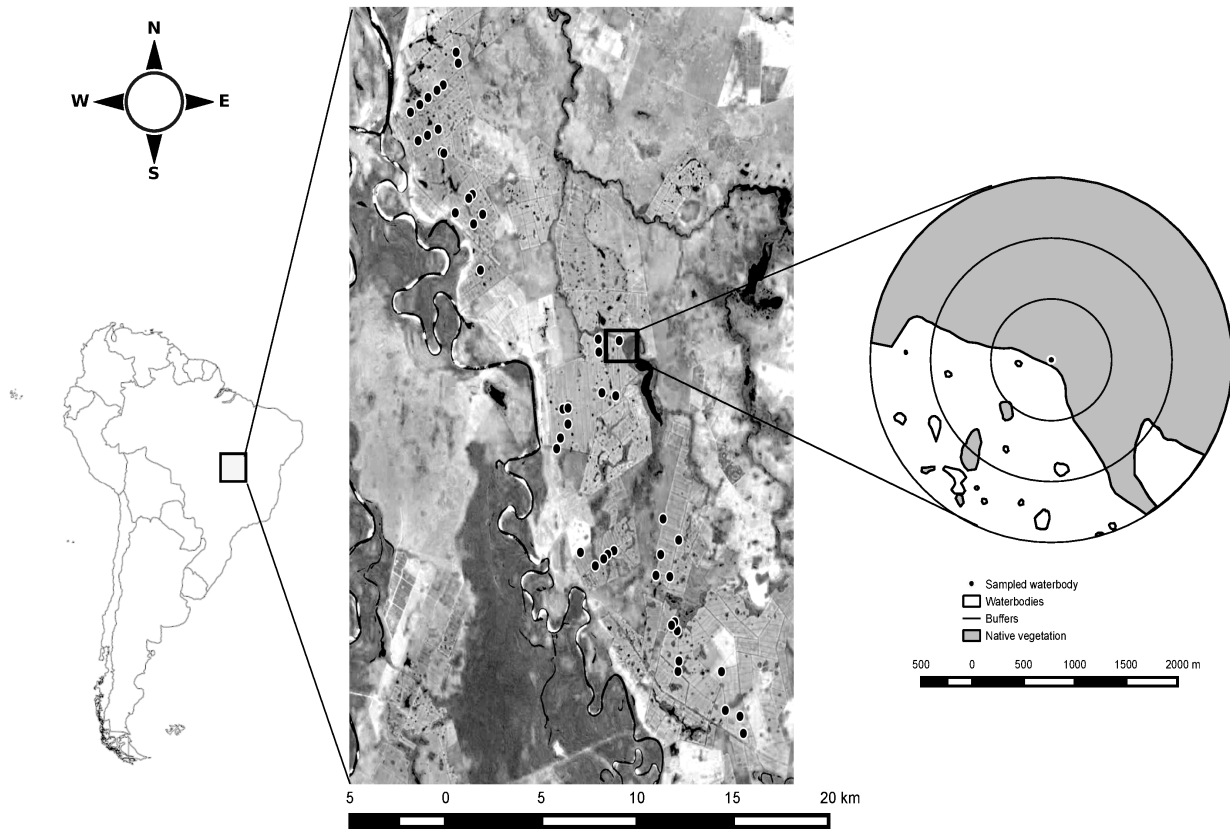 N
W
E
S
Sampled waterbody
Waterbodies
Buffers
Native vegetation
500 0 500 1000 1500 2000 m
5 0 5 10 15 20 km